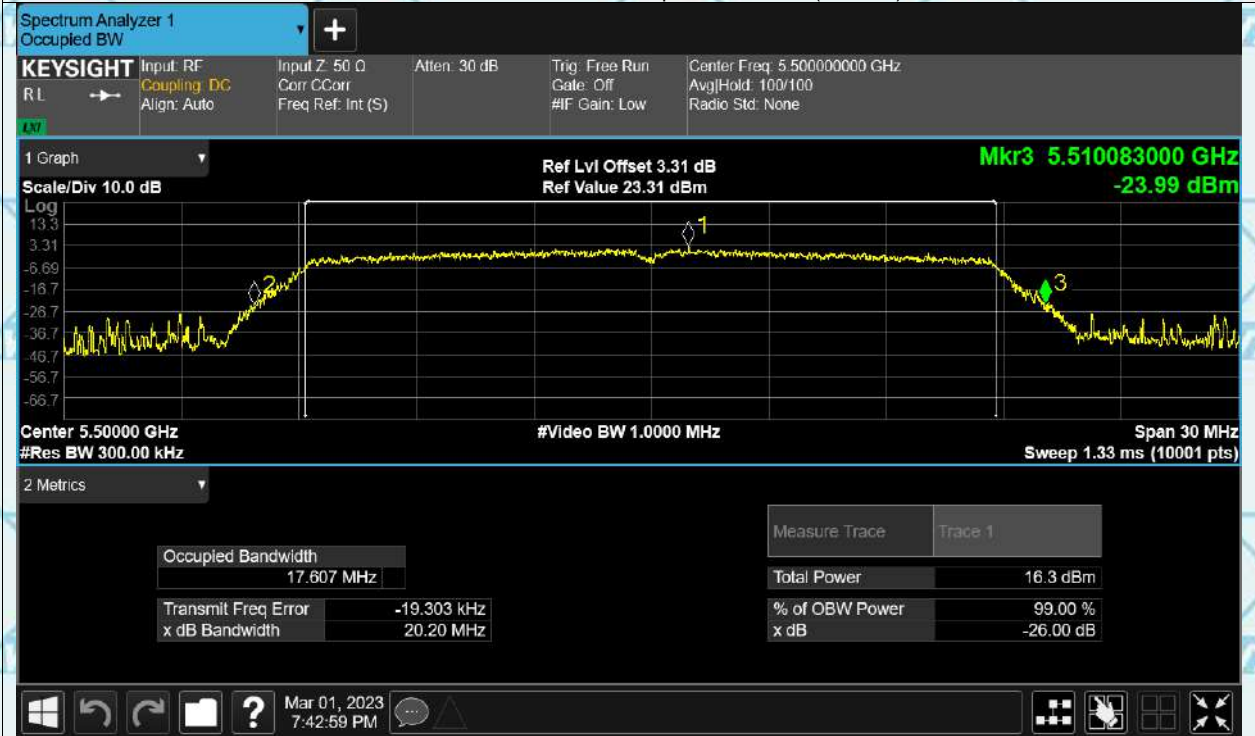 Spectrum Analyzer 1
Occupied BW
+
KEYSIGHT Input: RF Input Z: 50 Ω Atten: 30 dB Trig: Free Run Center Freq: 5.500000000 GHz
RL Coupling: DC Corr CCorr Gate: Off Avg|Hold: 100/100
Align: Auto Freq Ref: Int (S) #IF Gain: Low Radio Std: None
LXI
1 Graph Ref Lvl Offset 3.31 dB Mkr3 5.510083000 GHz
Scale/Div 10.0 dB Ref Value 23.31 dBm -23.99 dBm
Log
13.3
3.31
-6.69
-16.7
-26.7
-36.7
-46.7
-56.7
-66.7
1
2
3
Center 5.50000 GHz #Video BW 1.0000 MHz Span 30 MHz
#Res BW 300.00 kHz Sweep 1.33 ms (10001 pts)
2 Metrics
Measure Trace Trace 1
Occupied Bandwidth
17.607 MHz Total Power 16.3 dBm
Transmit Freq Error -19.303 kHz % of OBW Power 99.00 %
x dB Bandwidth 20.20 MHz x dB -26.00 dB
? Mar 01, 2023
7:42:59 PM